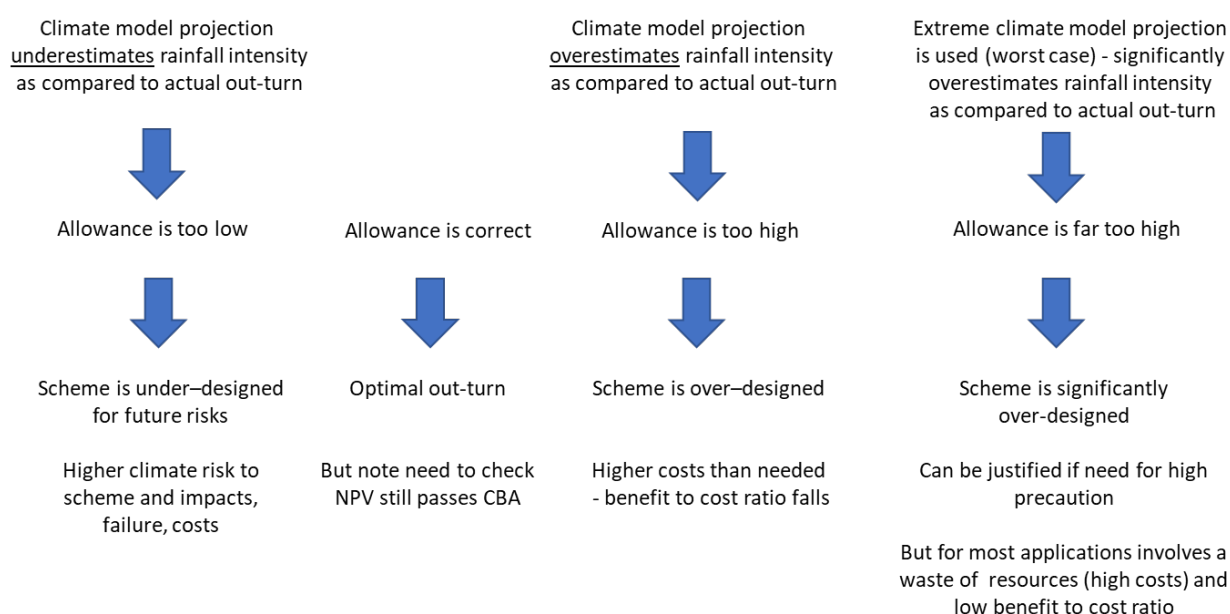 Climate model projection
underestimates rainfall intensity
as compared to actual out-turn
Climate model projection
overestimates rainfall intensity
as compared to actual out-turn
Extreme climate model projection
is used (worst case) - significantly
overestimates rainfall intensity
as compared to actual out-turn
Allowance is too low
Allowance is correct
Allowance is too high
Allowance is far too high
Scheme is under–designed
for future risks
Higher climate risk to
scheme and impacts,
failure, costs
Optimal out-turn
But note need to check
NPV still passes CBA
Scheme is over–designed
Higher costs than needed
- benefit to cost ratio falls
Scheme is significantly
over-designed
Can be justified if need for high
precaution
But for most applications involves a
waste of resources (high costs) and
low benefit to cost ratio